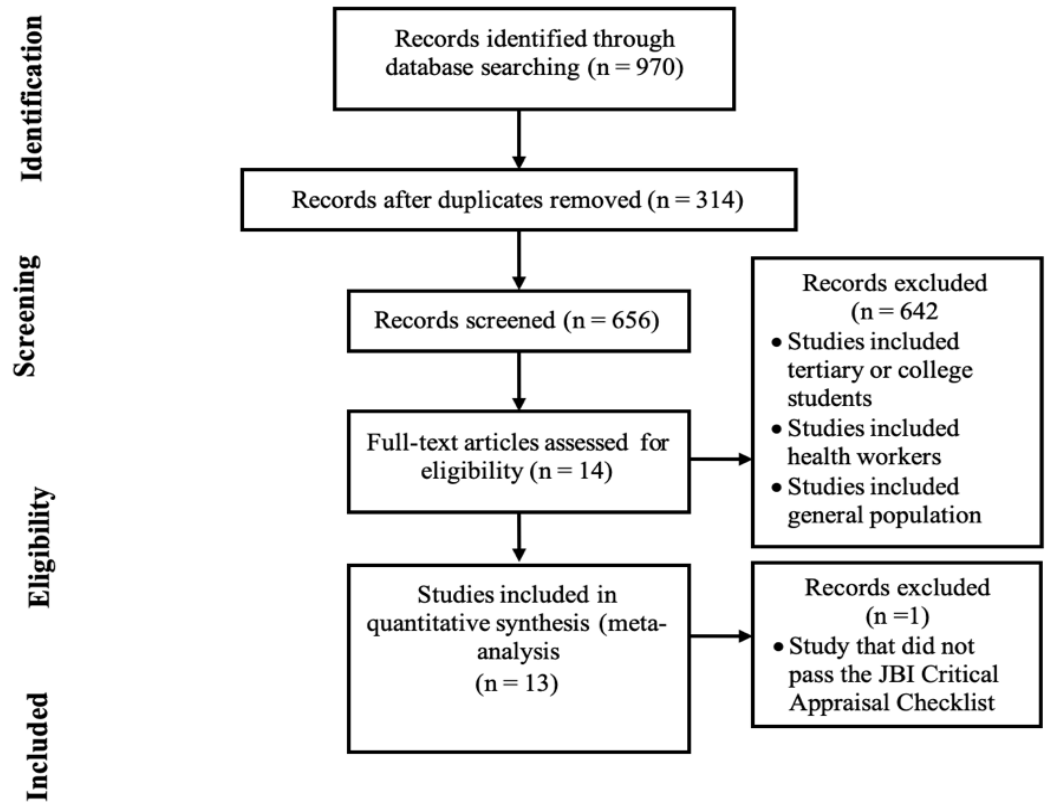 Identification
Records identified through
database searching (n = 970)
Records after duplicates removed (n = 314)
Screening
Records screened (n = 656)
Records excluded
(n = 642
• Studies included
tertiary or college
students
• Studies included
health workers
• Studies included
general population
Eligibility
Full-text articles assessed for
eligibility (n = 14)
Included
Studies included in
quantitative synthesis (meta-
analysis
(n = 13)
Records excluded
(n =1)
• Study that did not
pass the JBI Critical
Appraisal Checklist